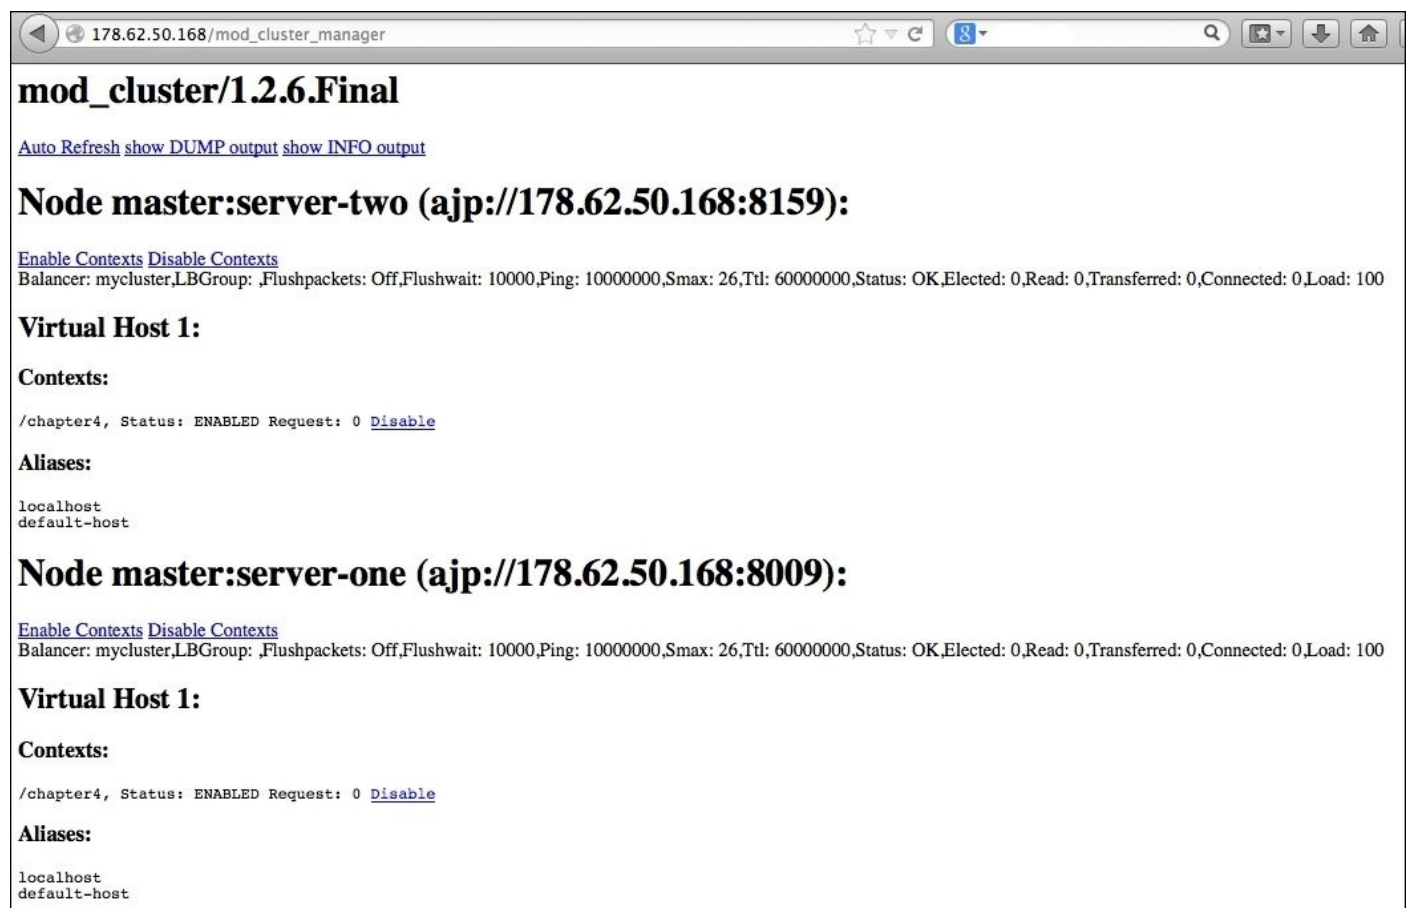 178.62.50.168/mod_cluster_manager
mod_cluster/1.2.6.Final
Auto Refresh show DUMP output show INFO output
Node master:server-two (ajp://178.62.50.168:8159):
Enable Contexts Disable Contexts
Balancer: mycluster,LBGroup: ,Flushpackets: Off,Flushwait: 10000,Ping: 10000000,Smax: 26,Ttl: 60000000,Status: OK,Elected: 0,Read: 0,Transferred: 0,Connected: 0,Load: 100
Virtual Host 1:
Contexts:
/chapter4, Status: ENABLED Request: 0 Disable
Aliases:
localhost
default-host
Node master:server-one (ajp://178.62.50.168:8009):
Enable Contexts Disable Contexts
Balancer: mycluster,LBGroup: ,Flushpackets: Off,Flushwait: 10000,Ping: 10000000,Smax: 26,Ttl: 60000000,Status: OK,Elected: 0,Read: 0,Transferred: 0,Connected: 0,Load: 100
Virtual Host 1:
Contexts:
/chapter4, Status: ENABLED Request: 0 Disable
Aliases:
localhost
default-host